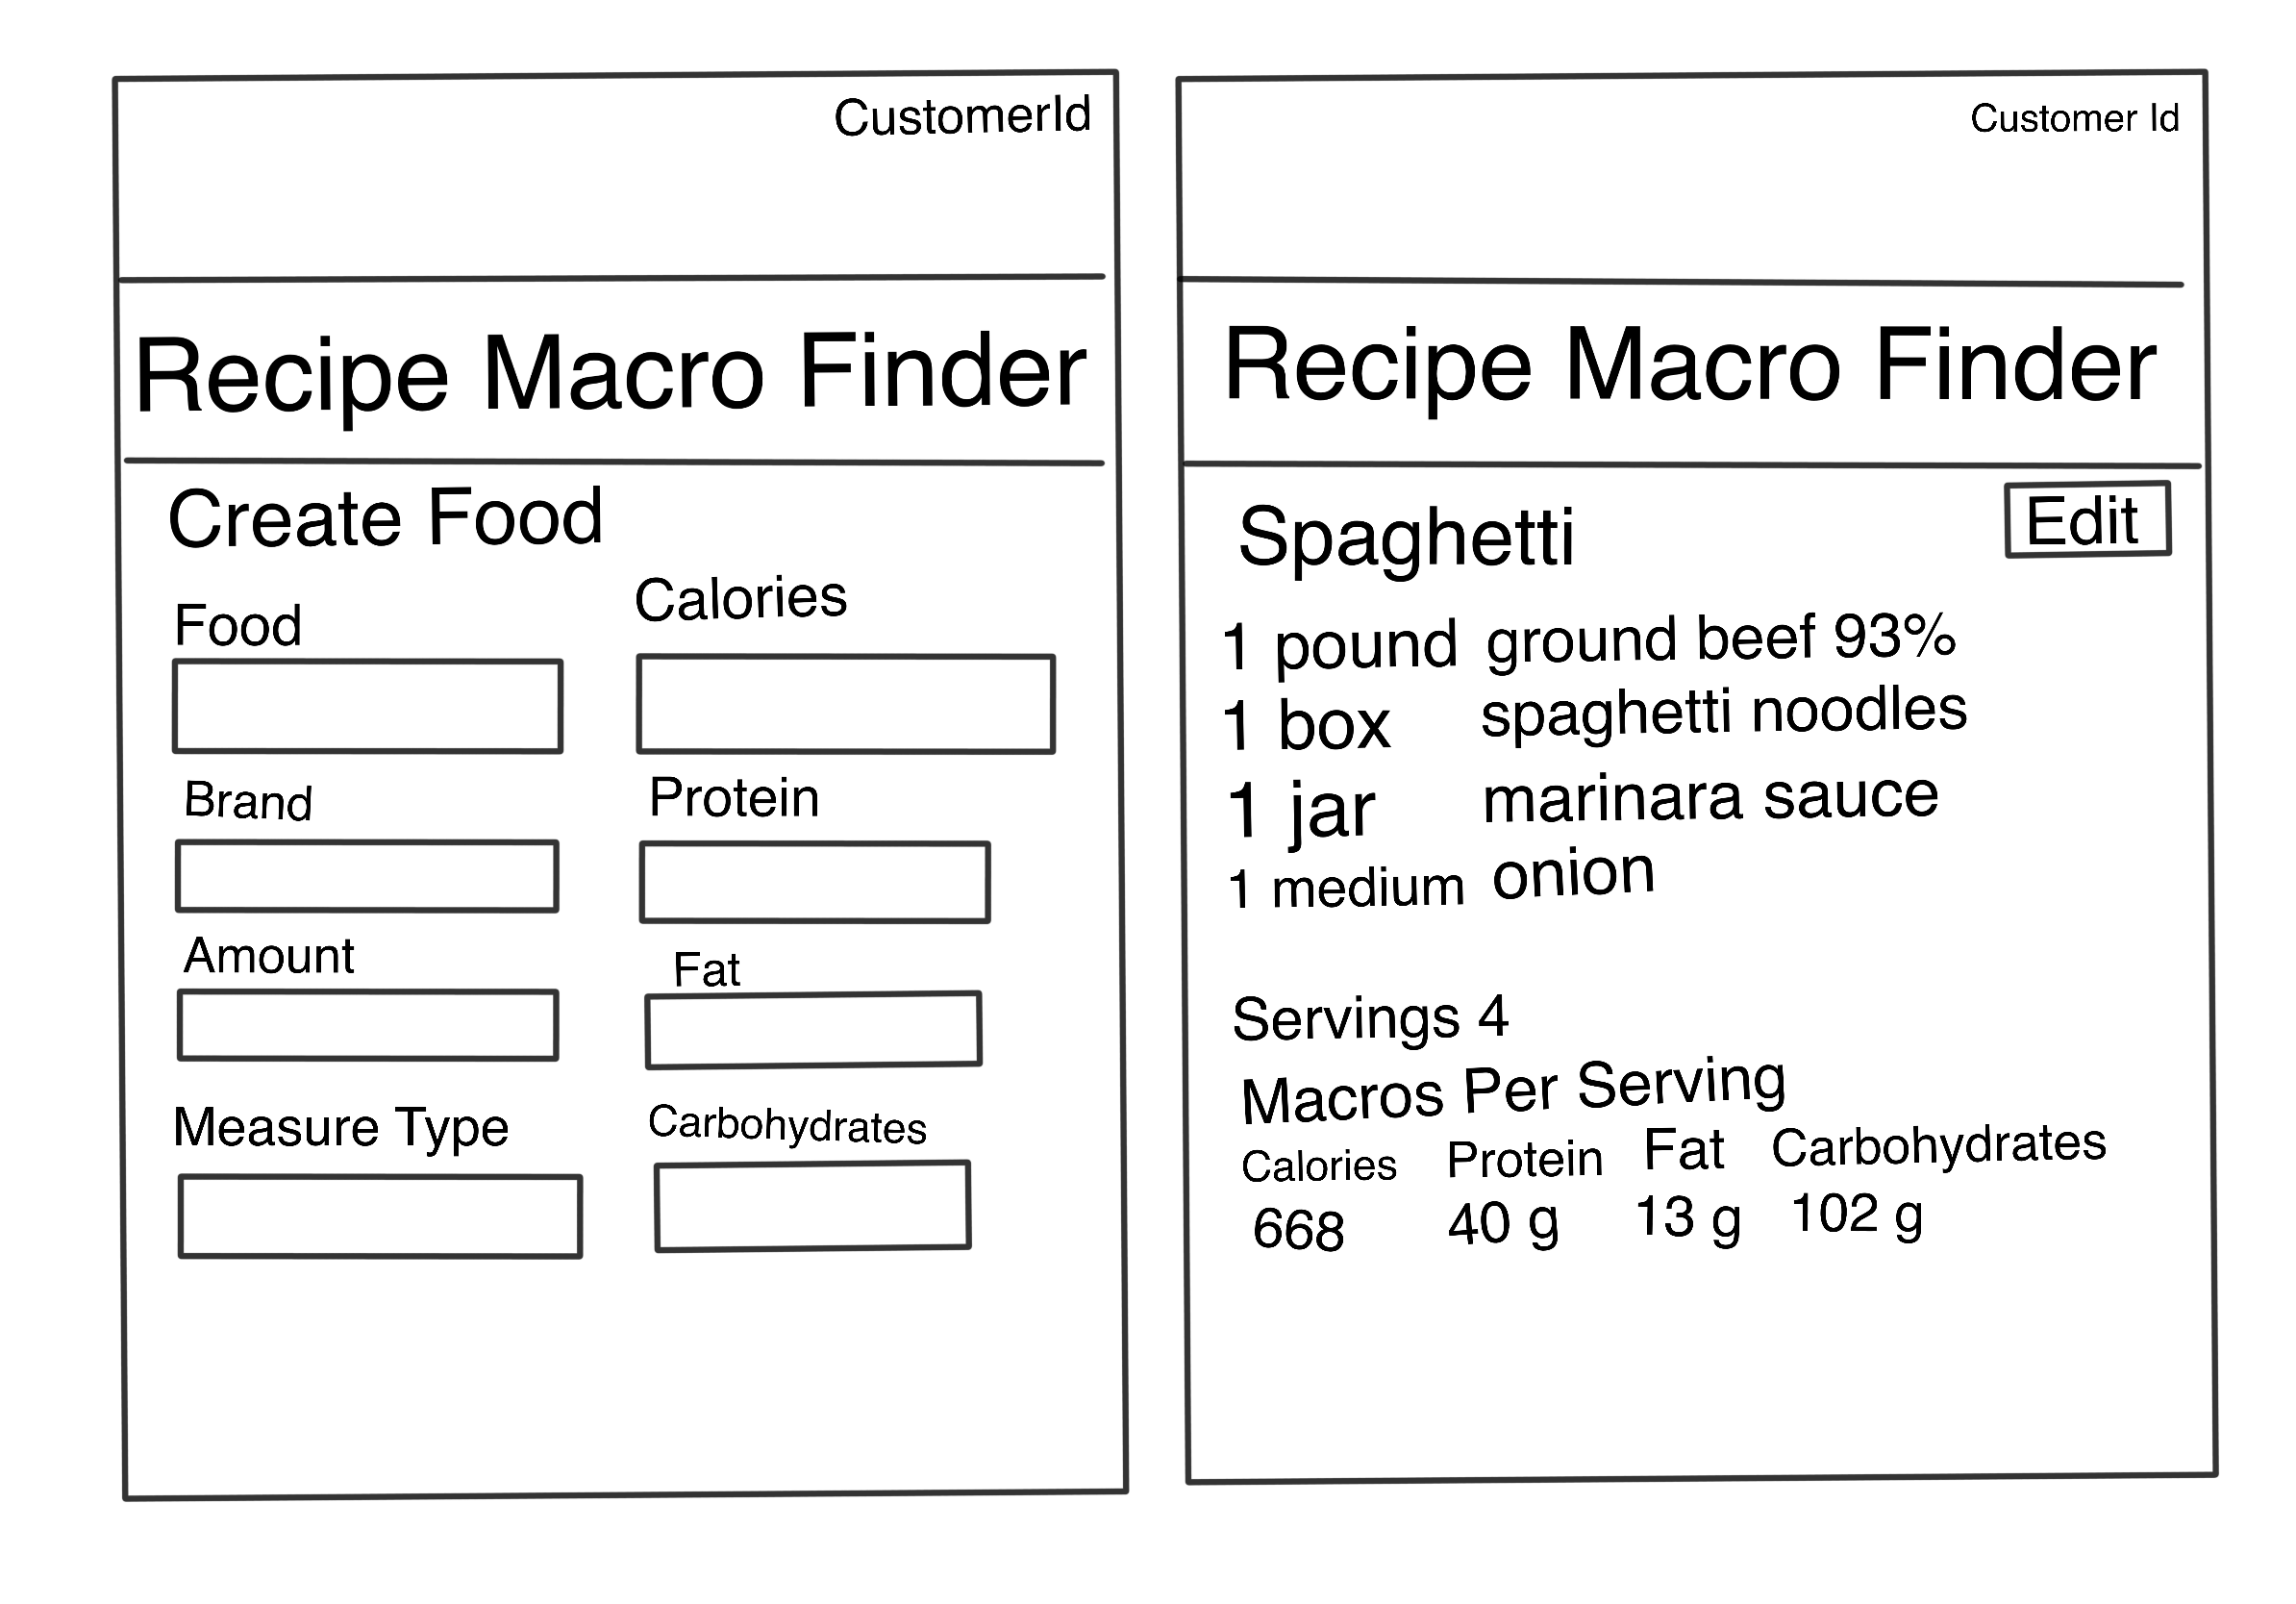 CustomerId
Recipe Macro Finder
Create Food
Food
Calories
Brand
Protein
Amount
Fat
Measure Type
Carbohydrates
Customer Id
Recipe Macro Finder
Spaghetti
Edit
1 pound ground beef 93%
1 box spaghetti noodles
1 jar marinara sauce
1 medium onion
Servings 4
Macros Per Serving
Calories Protein Fat Carbohydrates
668 40 g 13 g 102 g